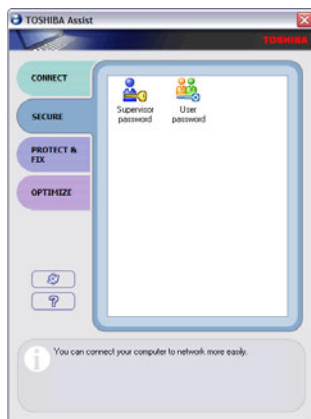 TOSHIBA Assist
TOSHIBA
CONNECT
SECURE
PROTECT &
FIX
OPTIMIZE
Supervisor
password
User
password
?
You can connect your computer to network more easily.